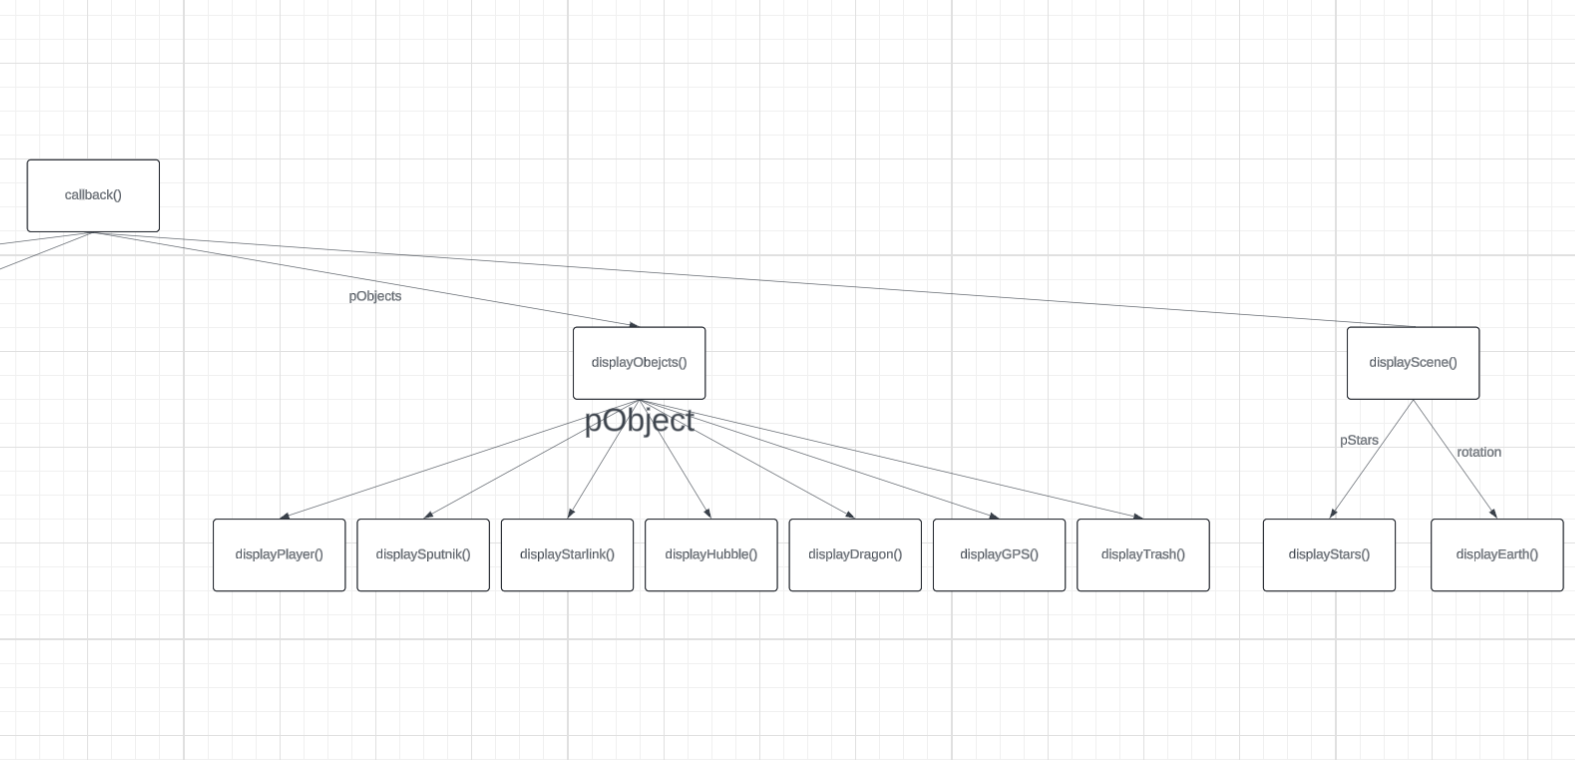 callback()
pObjects
displayObejcts()
displayScene()
pObject
pStars
rotation
displayPlayer()
displaySputnik()
displayStarlink()
displayHubble()
displayDragon()
displayGPS()
displayTrash()
displayStars()
displayEarth()